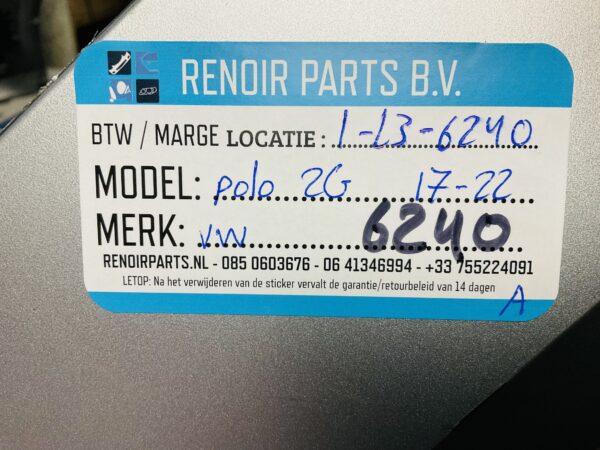 RENOIR PARTS B.V.
BTW / MARGE LOCATIE : 1-L3-6240
MODEL: polo 2G 17-22
MERK: VW 6240
RENOIRPARTS.NL - 085 0603676 - 06 41346994 - +33 755224091
LETOP: Na het verwijderen van de sticker vervalt de garantie/retourbeleid van 14 dagen
A